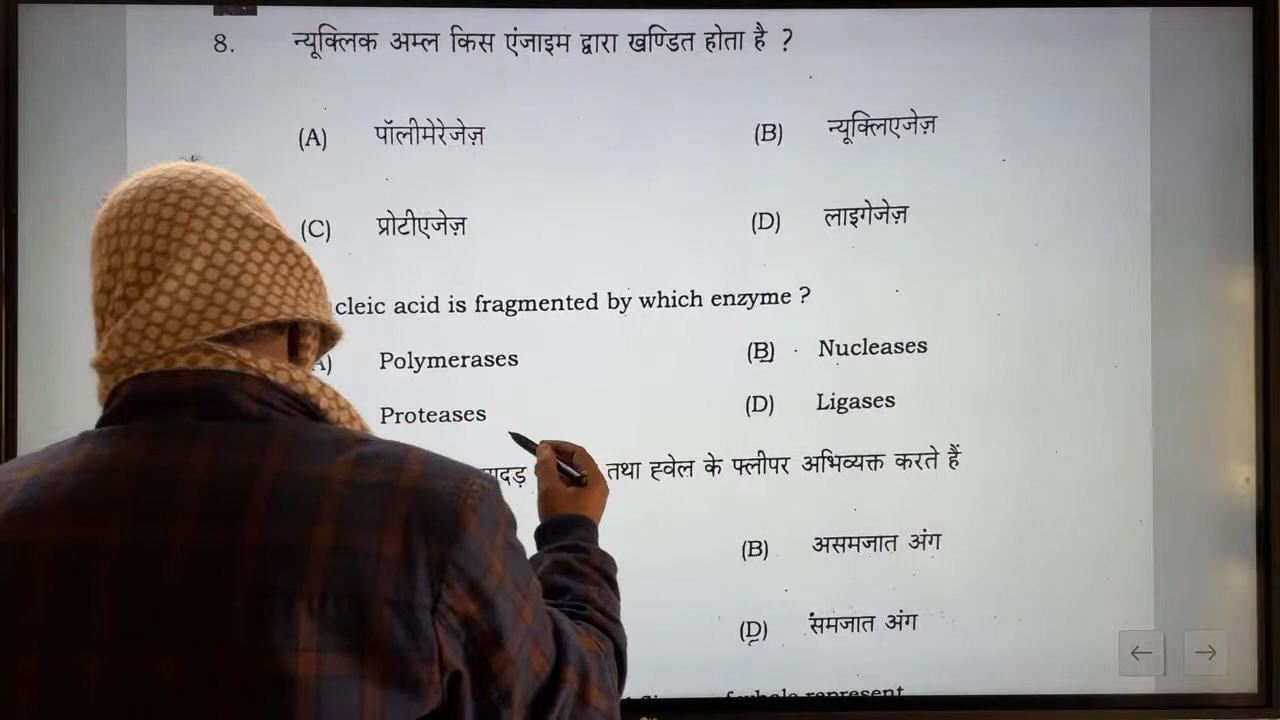 8. न्यूक्लिक अम्ल किस एंजाइम द्वारा खण्डित होता है ?
(A) पॉलीमेरेजेज़ (B) न्यूक्लिएजेज़
(C) प्रोटीएजेज़ (D) लाइगेजेज़
cleic acid is fragmented by which enzyme ?
A) Polymerases (B) Nucleases
Proteases (D) Ligases
तथा ह्वेल के फ्लीपर अभिव्यक्त करते हैं
(B) असमजात अंग
(D) समजात अंग
represent